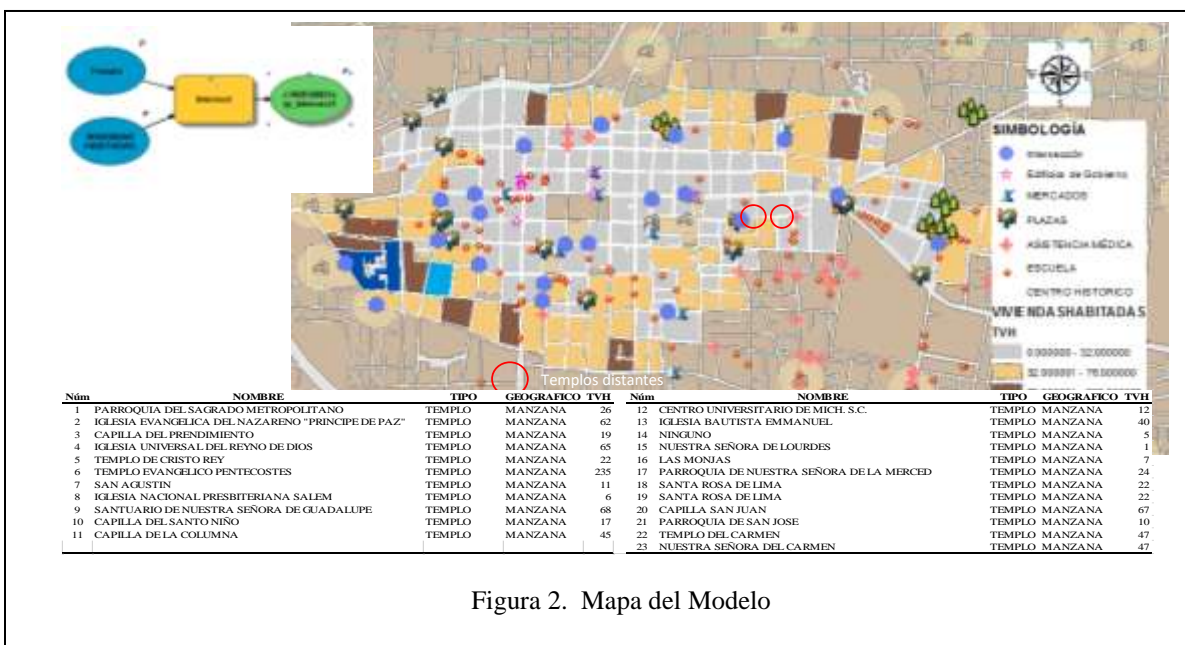 SIMBOLOGÍA
Intersección
Edificios de Gobierno
MERCADOS
PLAZAS
ASISTENCIA MÉDICA
ESCUELA
CENTRO HISTORICO
VIVIENDASHABITADAS
TVH
0.000000 - 32.000000
32.000001 - 76.000000
Templos distantes
Núm NOMBRE TIPO GEOGRAFICO TVH
1 PARROQUIA DEL SAGRADO METROPOLITANO TEMPLO MANZANA 26
2 IGLESIA EVANGELICA DEL NAZARENO "PRINCIPE DE PAZ" TEMPLO MANZANA 62
3 CAPILLA DEL PRENDIMIENTO TEMPLO MANZANA 19
4 IGLESIA UNIVERSAL DEL REYNO DE DIOS TEMPLO MANZANA 65
5 TEMPLO DE CRISTO REY TEMPLO MANZANA 22
6 TEMPLO EVANGELICO PENTECOSTES TEMPLO MANZANA 235
7 SAN AGUSTIN TEMPLO MANZANA 11
8 IGLESIA NACIONAL PRESBITERIANA SALEM TEMPLO MANZANA 6
9 SANTUARIO DE NUESTRA SEÑORA DE GUADALUPE TEMPLO MANZANA 68
10 CAPILLA DEL SANTO NIÑO TEMPLO MANZANA 17
11 CAPILLA DE LA COLUMNA TEMPLO MANZANA 45
Núm NOMBRE TIPO GEOGRAFICO TVH
12 CENTRO UNIVERSITARIO DE MICH. S.C. TEMPLO MANZANA 12
13 IGLESIA BAUTISTA EMMANUEL TEMPLO MANZANA 40
14 NINGUNO TEMPLO MANZANA 5
15 NUESTRA SEÑORA DE LOURDES TEMPLO MANZANA 1
16 LAS MONJAS TEMPLO MANZANA 7
17 PARROQUIA DE NUESTRA SEÑORA DE LA MERCED TEMPLO MANZANA 24
18 SANTA ROSA DE LIMA TEMPLO MANZANA 22
19 SANTA ROSA DE LIMA TEMPLO MANZANA 22
20 CAPILLA SAN JUAN TEMPLO MANZANA 67
21 PARROQUIA DE SAN JOSE TEMPLO MANZANA 10
22 TEMPLO DEL CARMEN TEMPLO MANZANA 47
23 NUESTRA SEÑORA DEL CARMEN TEMPLO MANZANA 47
Figura 2. Mapa del Modelo